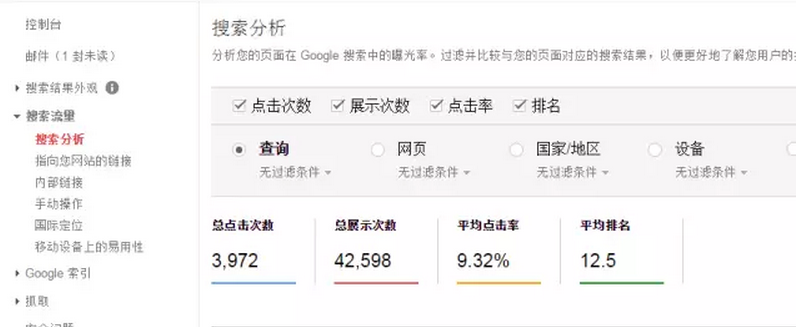 控制台
邮件（1 封未读）
搜索结果外观
搜索流量
搜索分析
指向您网站的链接
内部链接
手动操作
国际定位
移动设备上的易用性
Google 索引
抓取
搜索分析
分析您的页面在 Google 搜索中的曝光率。过滤并比较与您的页面对应的搜索结果，以便更好地了解您用户的
点击次数 展示次数 点击率 排名
查询 网页 国家/地区 设备
无过滤条件 无过滤条件 无过滤条件 无过滤条件
总点击次数 总展示次数 平均点击率 平均排名
3,972 42,598 9.32% 12.5